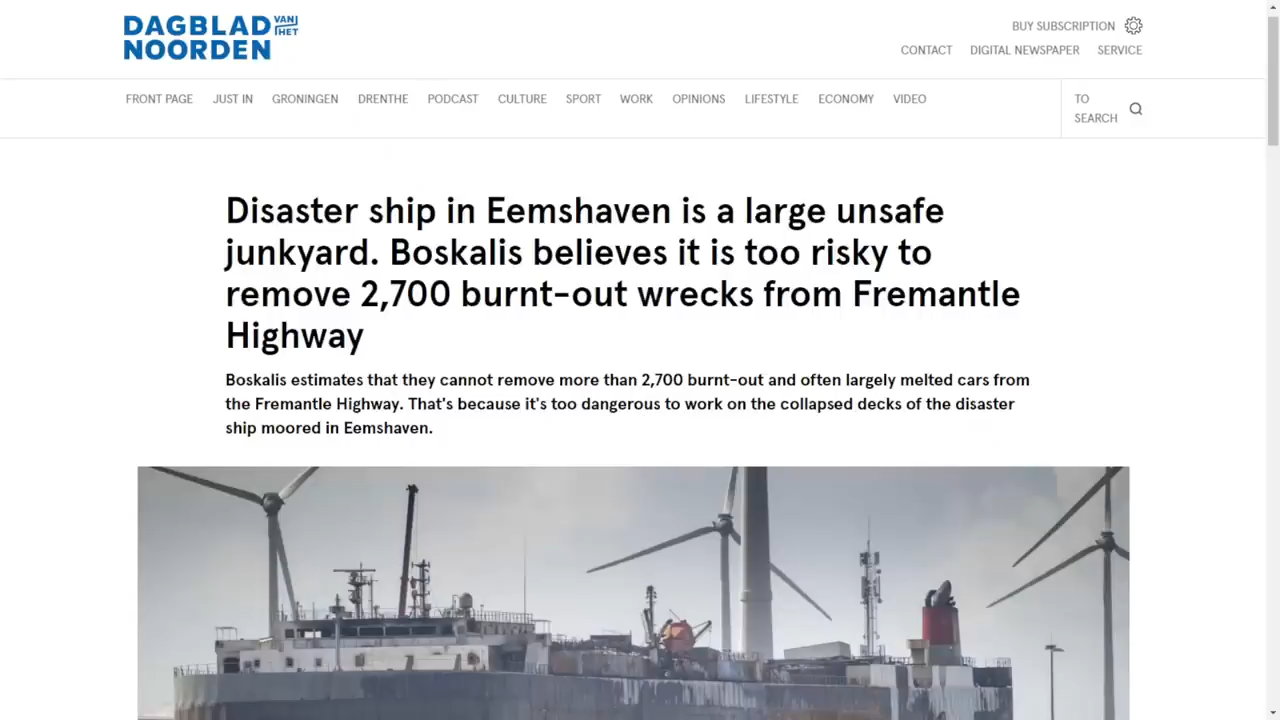 DAGBLAD VAN HET
NOORDEN
BUY SUBSCRIPTION
CONTACT DIGITAL NEWSPAPER SERVICE
FRONT PAGE JUST IN GRONINGEN DRENTHE PODCAST CULTURE SPORT WORK OPINIONS LIFESTYLE ECONOMY VIDEO
TO
SEARCH
Disaster ship in Eemshaven is a large unsafe
junkyard. Boskalis believes it is too risky to
remove 2,700 burnt-out wrecks from Fremantle
Highway
Boskalis estimates that they cannot remove more than 2,700 burnt-out and often largely melted cars from
the Fremantle Highway. That's because it's too dangerous to work on the collapsed decks of the disaster
ship moored in Eemshaven.